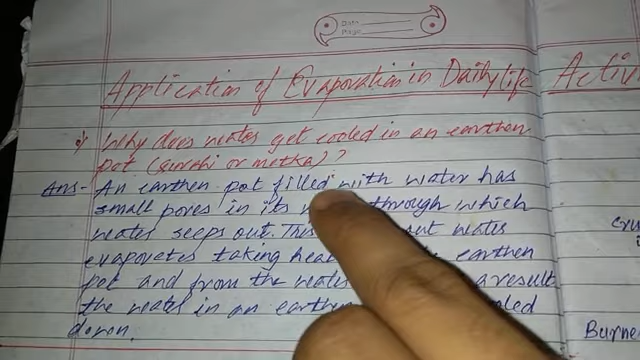 Date
Page
Application of Evaporation in Daily life
Why does water get cooled in an earthen
pot (surahi or matka)?
Ans- An earthen pot filled with water has
small pores in its through which
water seeps out. This out water
evaporates taking heat earthen
pot and from the water a result
the water in an earthen cooled
down.
Activ
Burne